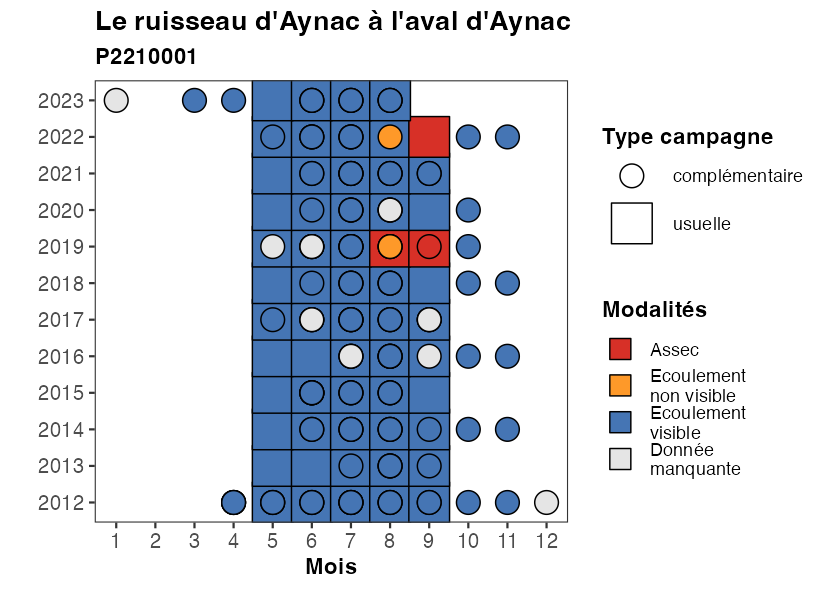 Le ruisseau d'Aynac à l'aval d'Aynac
P2210001
2023
2022
2021
2020
2019
2018
2017
2016
2015
2014
2013
2012
1 2 3 4 5 6 7 8 9 10 11 12
Mois
Type campagne
complémentaire
usuelle
Modalités
Assec
Ecoulement
non visible
Ecoulement
visible
Donnée
manquante